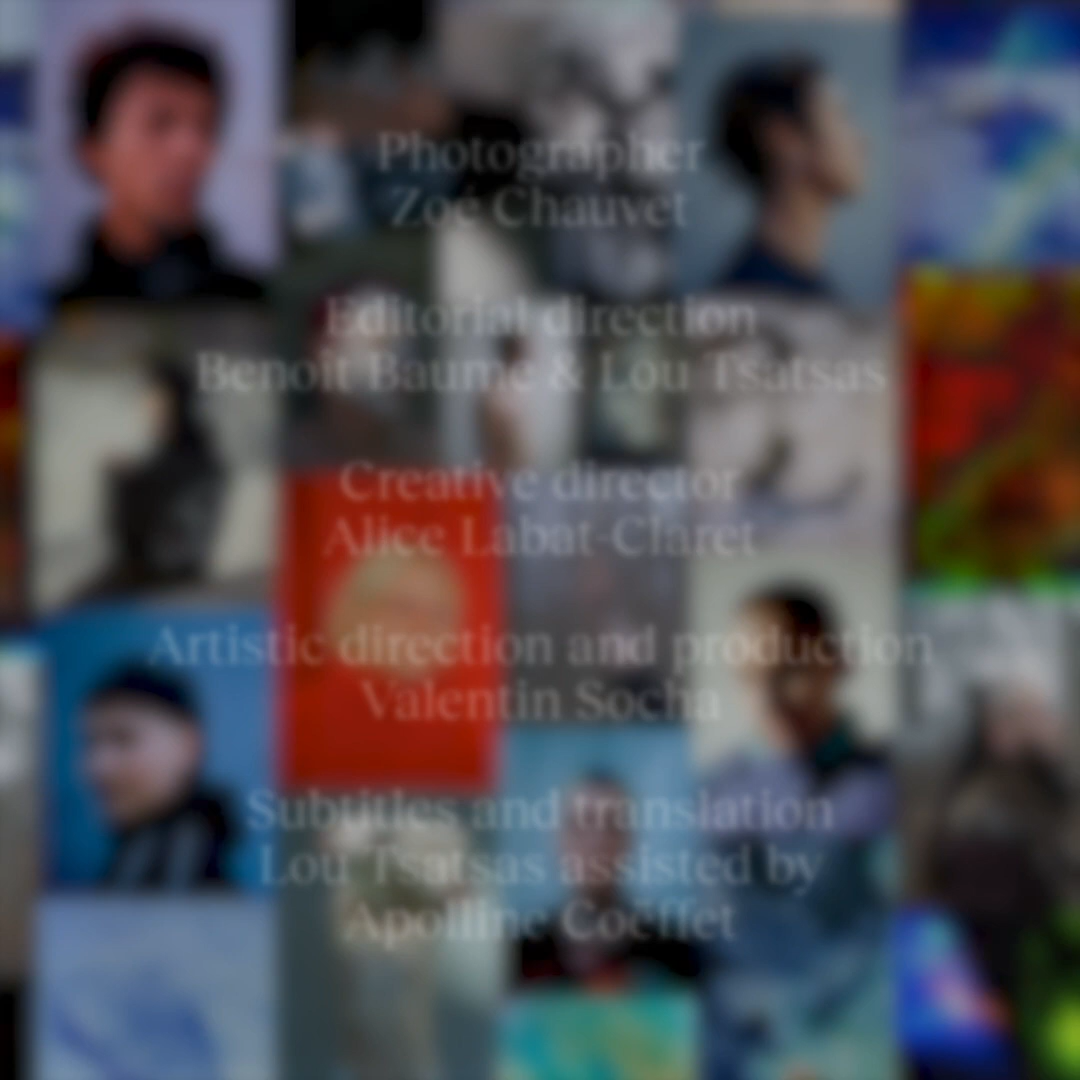 Photographer
Zoé Chauvet
Editorial direction
Benoît Baume & Lou Tsatsas
Creative director
Alice Labat-Claret
Artistic direction and production
Valentin Socha
Subtitles and translation
Lou Tsatsas assisted by
Apolline Coëffet